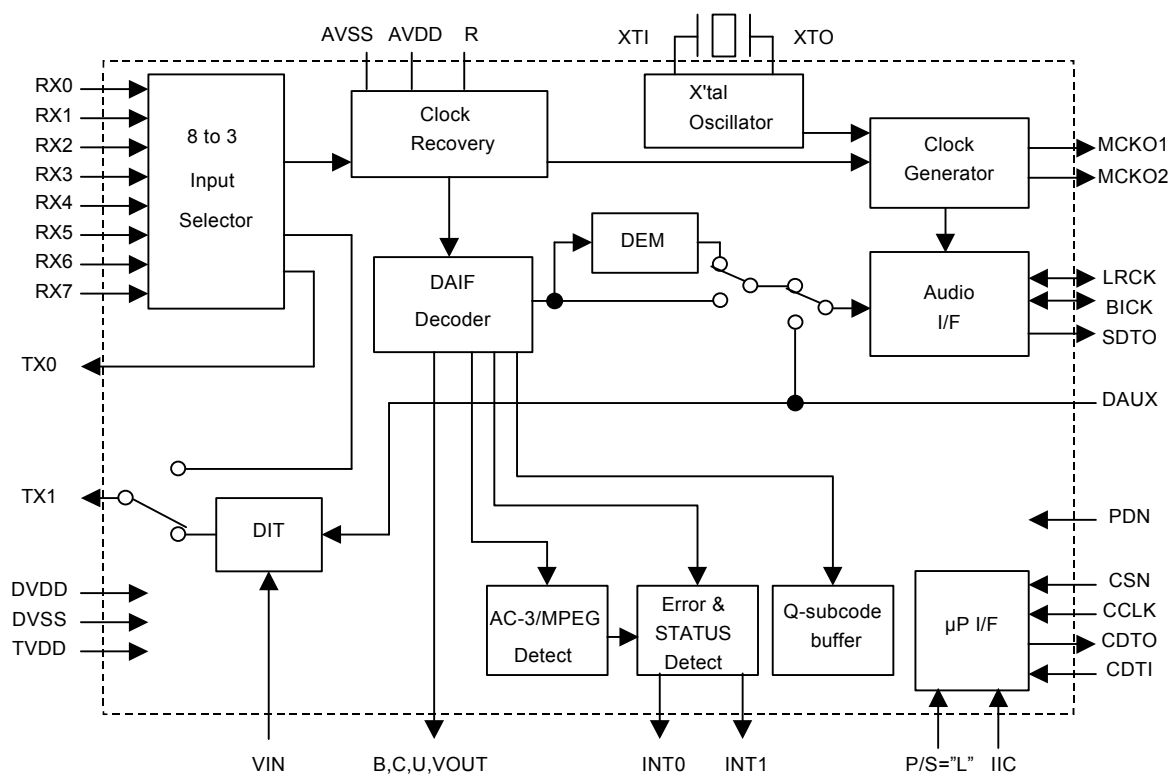 AVSS AVDD R
XTI XTO
RX0
RX1
RX2
RX3
RX4
RX5
RX6
RX7
8 to 3
Input
Selector
Clock
Recovery
X'tal
Oscillator
Clock
Generator
MCKO1
MCKO2
DEM
DAIF
Decoder
Audio
I/F
LRCK
BICK
SDTO
TX0
DAUX
TX1
DIT
PDN
DVDD
DVSS
TVDD
AC-3/MPEG
Detect
Error &
STATUS
Detect
Q-subcode
buffer
µP I/F
CSN
CCLK
CDTO
CDTI
VIN
B,C,U,VOUT
INT0
INT1
P/S="L"
IIC